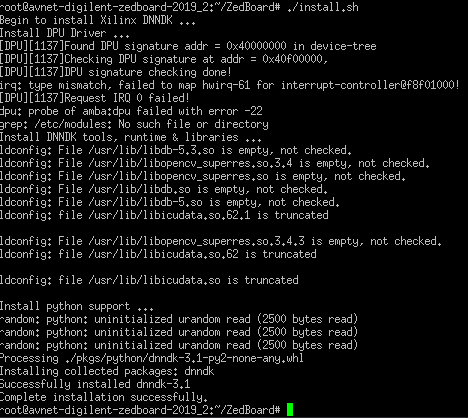 root@avnet-digilent-zedboard-2019_2:~/ZedBoard# ./install.sh
Begin to install Xilinx DNNDK ...
Install DPU Driver ...
[DPU][1137]Found DPU signature addr = 0x40000000 in device-tree
[DPU][1137]Checking DPU signature at addr = 0x40f00000,
[DPU][1137]DPU signature checking done!
irq: type mismatch, failed to map hwirq-61 for interrupt-controller@f8f01000!
[DPU][1137]Request IRQ 0 failed!
dpu: probe of amba:dpu failed with error -22
grep: /etc/modules: No such file or directory
Install DNNDK tools, runtime & libraries ...
ldconfig: File /usr/lib/libdb-5.3.so is empty, not checked.
ldconfig: File /usr/lib/libopencv_superres.so.3.4 is empty, not checked.
ldconfig: File /usr/lib/libopencv_superres.so is empty, not checked.
ldconfig: File /usr/lib/libdb.so is empty, not checked.
ldconfig: File /usr/lib/libdb-5.so is empty, not checked.
ldconfig: file /usr/lib/libicudata.so.62.1 is truncated
ldconfig: File /usr/lib/libopencv_superres.so.3.4.3 is empty, not checked.
ldconfig: file /usr/lib/libicudata.so.62 is truncated
ldconfig: file /usr/lib/libicudata.so is truncated
Install python support ...
random: python: uninitialized urandom read (2500 bytes read)
random: python: uninitialized urandom read (2500 bytes read)
random: python: uninitialized urandom read (2500 bytes read)
Processing ./pkgs/python/dnndk-3.1-py2-none-any.whl
Installing collected packages: dnndk
Successfully installed dnndk-3.1
Complete installation successfully.
root@avnet-digilent-zedboard-2019_2:~/ZedBoard#